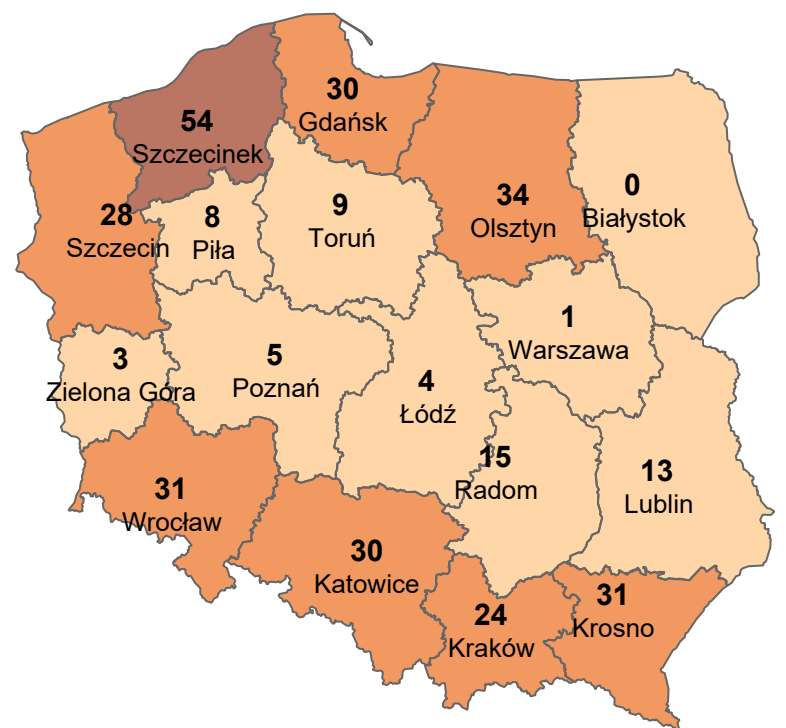 30
Gdańsk
54
Szczecinek
34
Olsztyn
0
Białystok
28
Szczecin
8
Piła
9
Toruń
1
Warszawa
3
Zielona Góra
5
Poznań
4
Łódź
15
Radom
13
Lublin
31
Wrocław
30
Katowice
24
Kraków
31
Krosno